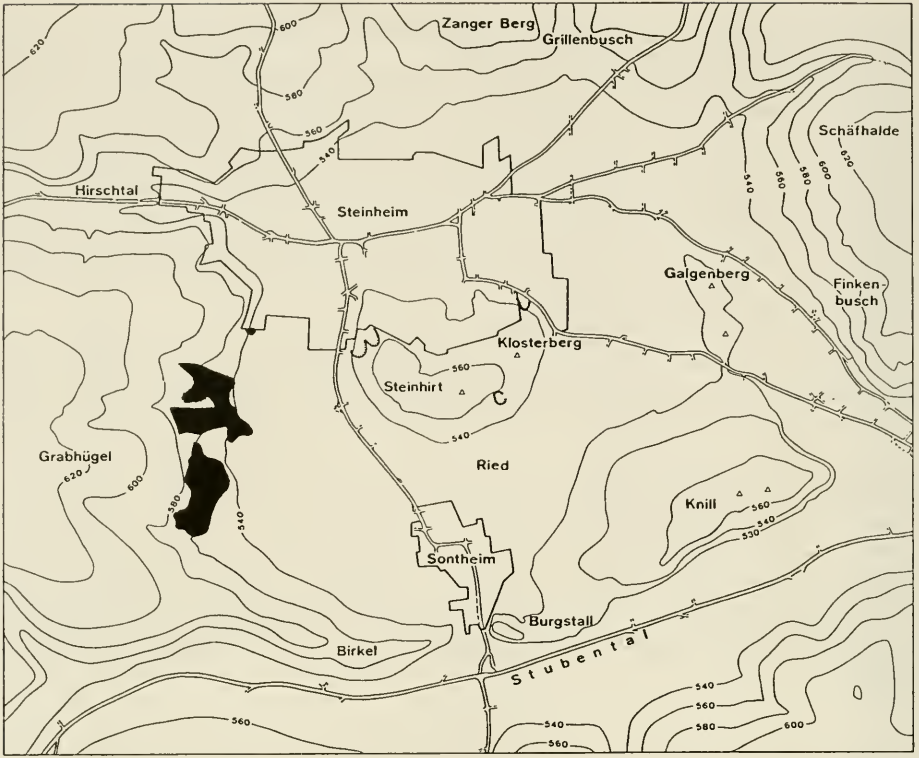 Zanger Berg
600
620
Grillenbusch
580
560
Schäfhalde
620
540
600
580
560
540
Hirschtal
Steinheim
Galgenberg
Finken-
busch
Klosterberg
560
Steinhirt
540
Grabhügel
620
600
Ried
580
540
Knill
560
540
530
Sontheim
Burgstall
Birkel
Stubental
540
560
580
600
560
540
560